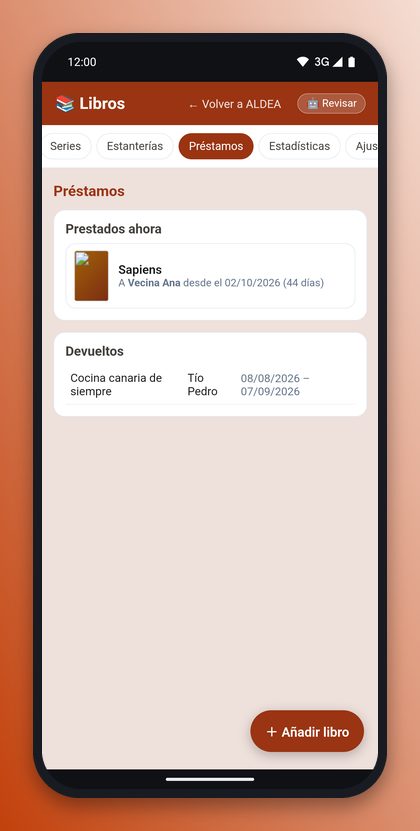 12:00 3G
📚 Libros ← Volver a ALDEA 🤖 Revisar
Series Estanterías Préstamos Estadísticas Ajus
Préstamos
Prestados ahora
Sapiens
A Vecina Ana desde el 02/10/2026 (44 días)
Devueltos
Cocina canaria de siempre Tío Pedro 08/08/2026 – 07/09/2026
+ Añadir libro